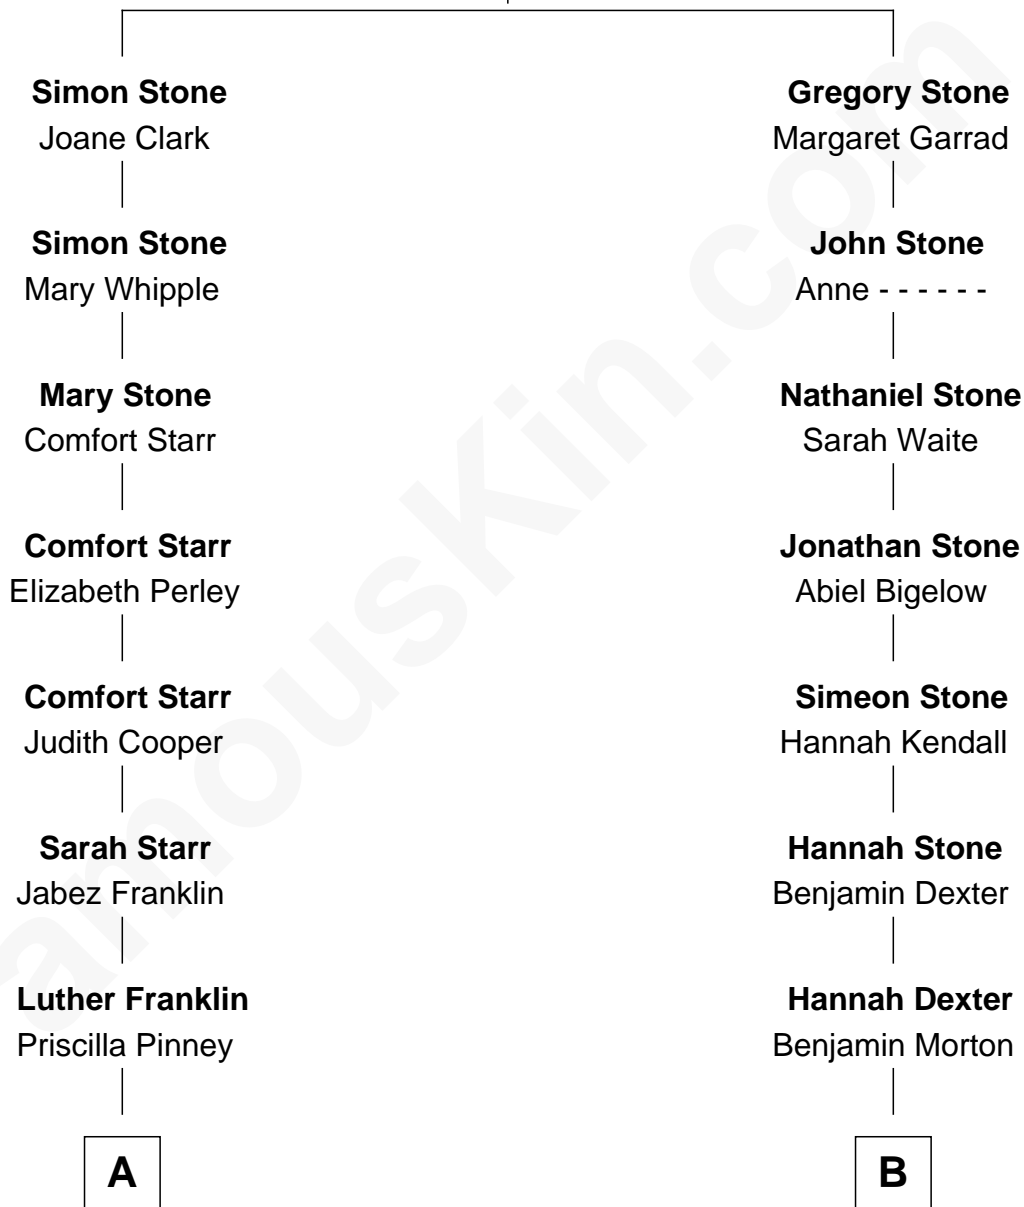 Simon Stone
Joane Clark
Simon Stone
Mary Whipple
Mary Stone
Comfort Starr
Comfort Starr
Elizabeth Perley
Comfort Starr
Judith Cooper
Sarah Starr
Jabez Franklin
Luther Franklin
Priscilla Pinney
A
Gregory Stone
Margaret Garrad
John Stone
Anne - - - - - -
Nathaniel Stone
Sarah Waite
Jonathan Stone
Abiel Bigelow
Simeon Stone
Hannah Kendall
Hannah Stone
Benjamin Dexter
Hannah Dexter
Benjamin Morton
B
amousKin.com